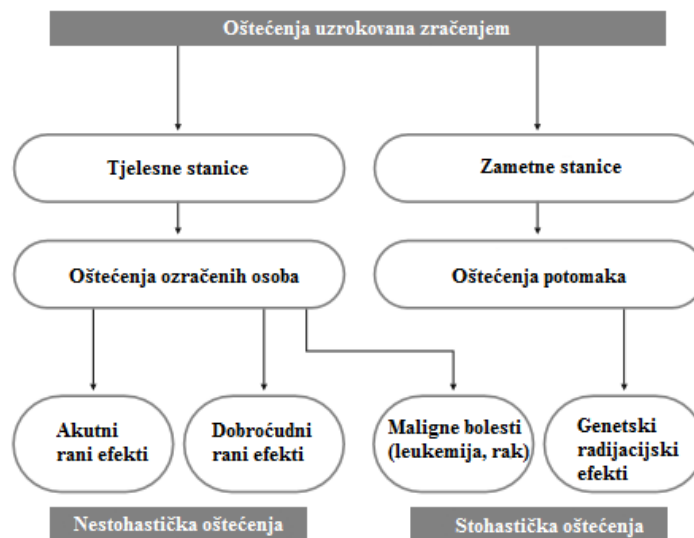 Oštećenja uzrokovana zračenjem
Tjelesne stanice
Zametne stanice
Oštećenja ozračenih osoba
Oštećenja potomaka
Akutni
rani efekti
Dobroćudni
rani efekti
Maligne bolesti
(leukemija, rak)
Genetski
radijacijski
efekti
Nestohastička oštećenja
Stohastička oštećenja